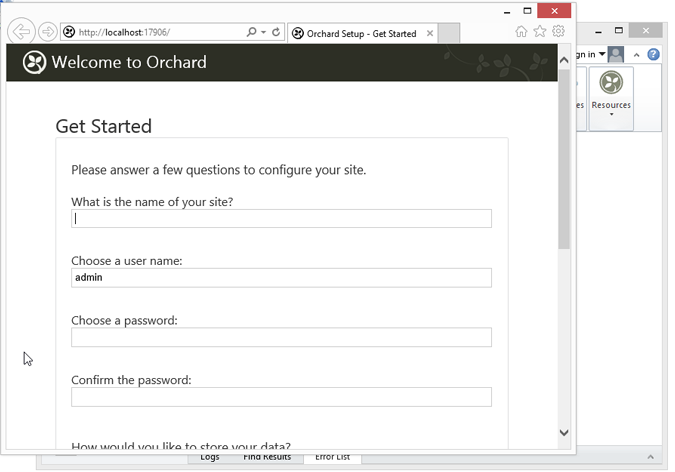 http://localhost:17906/
Orchard Setup - Get Started
Welcome to Orchard
Get Started
Please answer a few questions to configure your site.
What is the name of your site?
Choose a user name:
admin
Choose a password:
Confirm the password:
How would you like to store your data?
gn in
es
Resources
Logs
Find Results
Error List